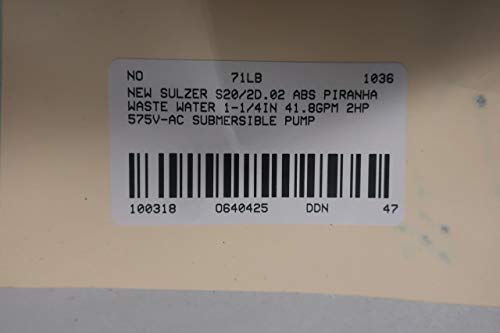 NO 71LB 1036
NEW SULZER S20/2D.02 ABS PIRANHA
WASTE WATER 1-1/4IN 41.8GPM 2HP
575V-AC SUBMERSIBLE PUMP
100318 0640425 DDN 47